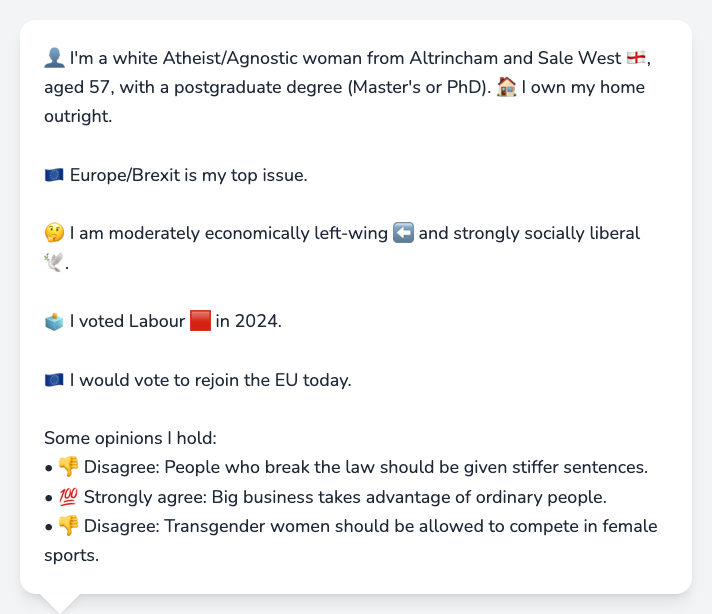 👤 I'm a white Atheist/Agnostic woman from Altrincham and Sale West 🏴󠁧󠁢󠁥󠁮󠁧󠁿,
aged 57, with a postgraduate degree (Master's or PhD). 🏠 I own my home
outright.
🇪🇺 Europe/Brexit is my top issue.
🤔 I am moderately economically left-wing ⬅️ and strongly socially liberal
🕊️.
🗳️ I voted Labour 🟥 in 2024.
🇪🇺 I would vote to rejoin the EU today.
Some opinions I hold:
• 👎 Disagree: People who break the law should be given stiffer sentences.
• 💯 Strongly agree: Big business takes advantage of ordinary people.
• 👎 Disagree: Transgender women should be allowed to compete in female
sports.